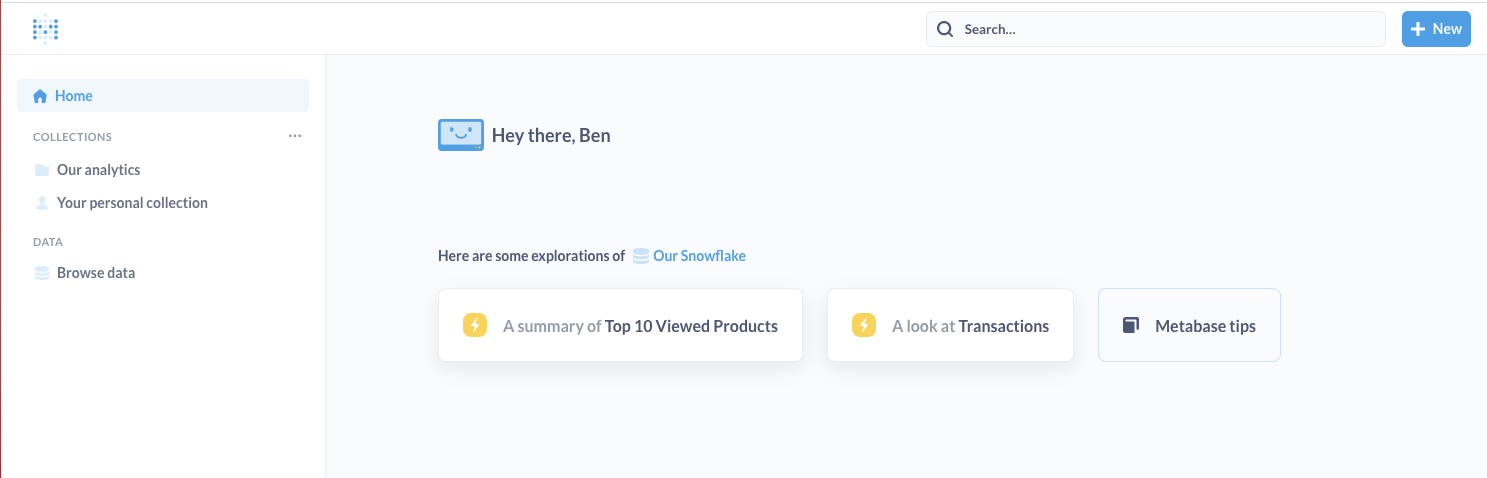 Search...
New
Home
COLLECTIONS
Our analytics
Your personal collection
DATA
Browse data
Hey there, Ben
Here are some explorations of Our Snowflake
A summary of Top 10 Viewed Products
A look at Transactions
Metabase tips